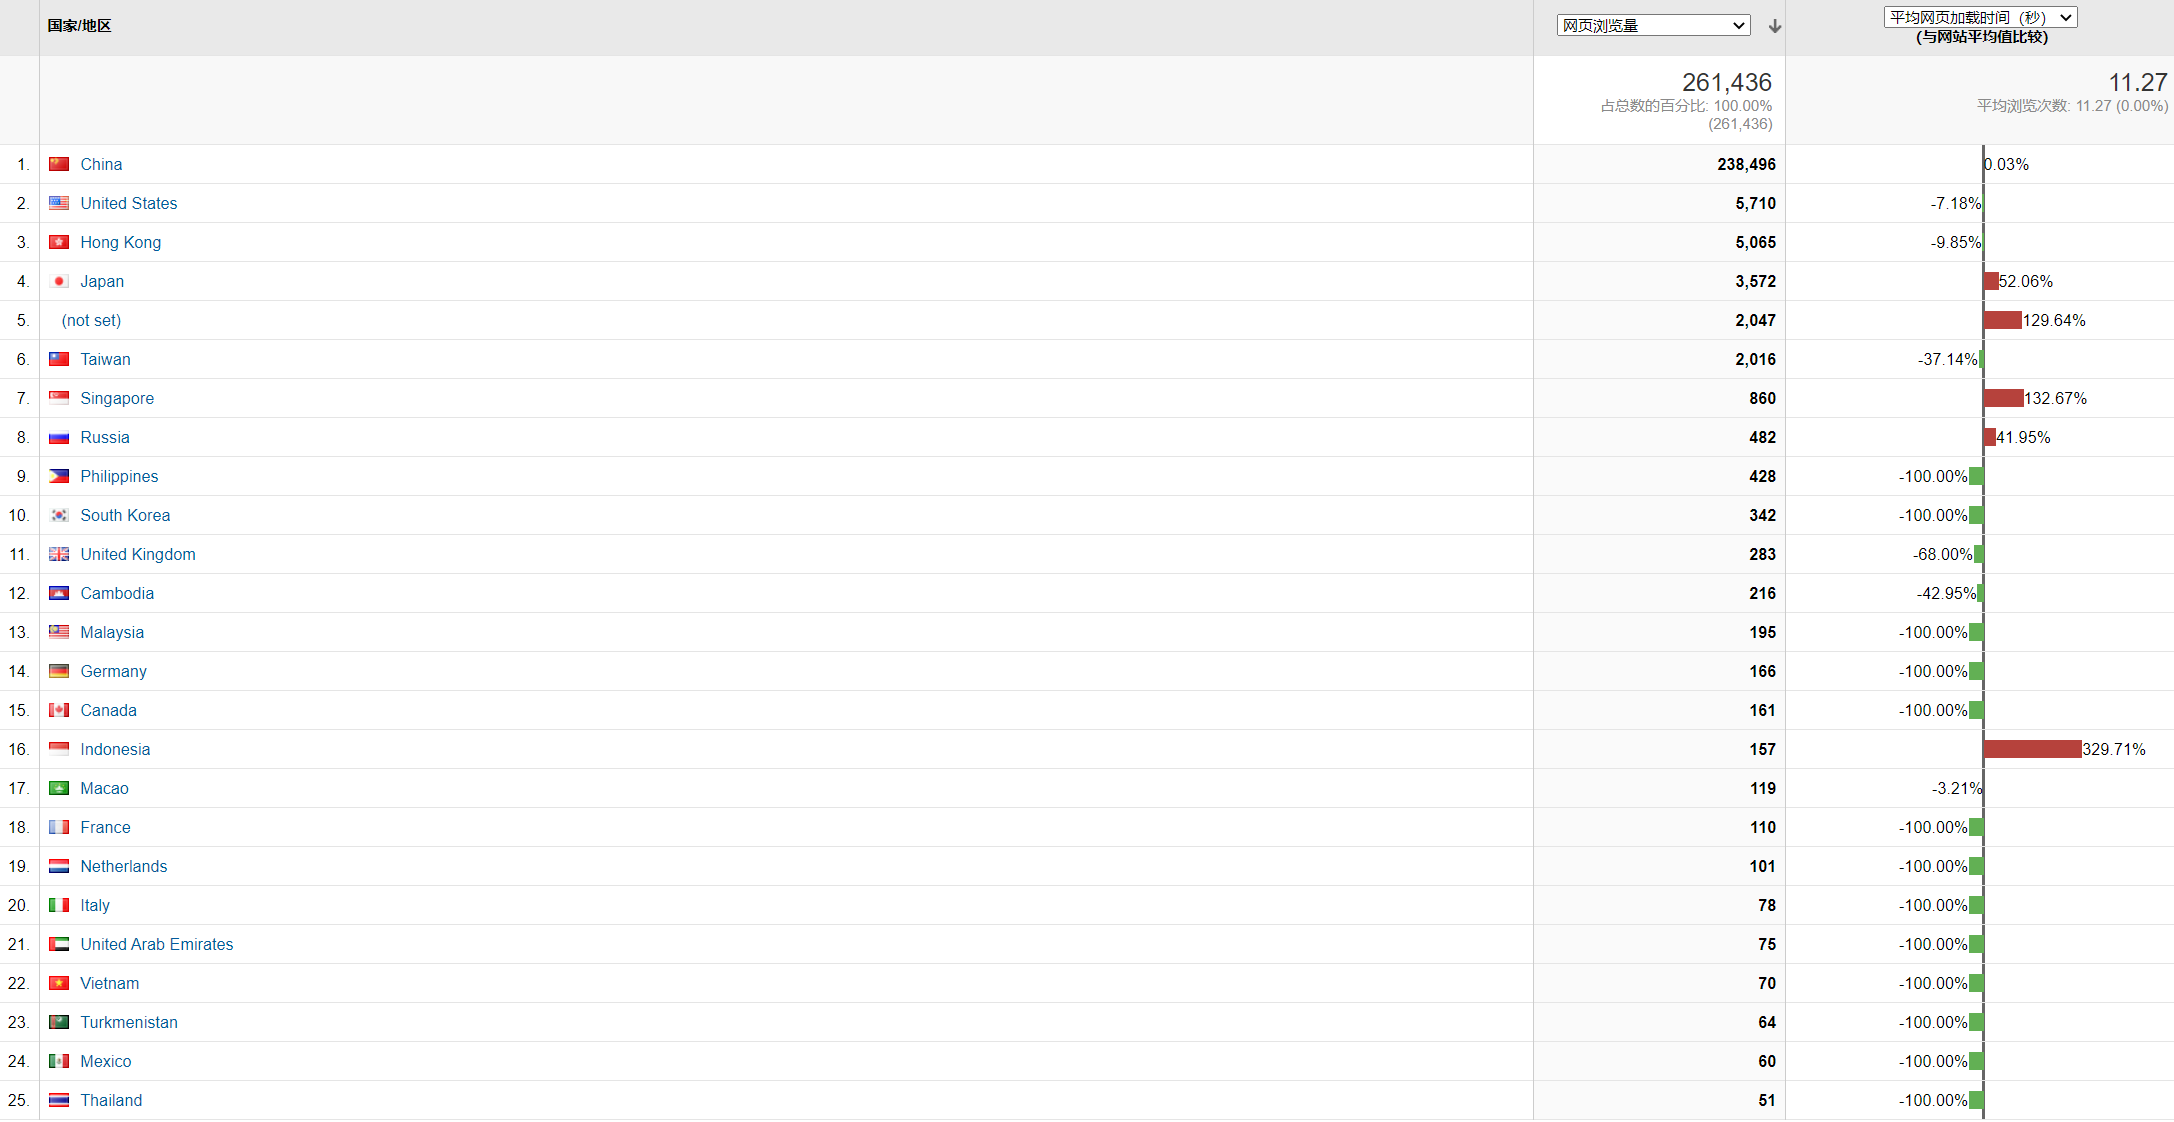 国家/地区
网页浏览量
平均网页加载时间（秒）
(与网站平均值比较)
261,436
占总数的百分比: 100.00%
(261,436)
11.27
平均浏览次数: 11.27 (0.00%)
1. China 238,496 0.03%
2. United States 5,710 -7.18%
3. Hong Kong 5,065 -9.85%
4. Japan 3,572 52.06%
5. (not set) 2,047 129.64%
6. Taiwan 2,016 -37.14%
7. Singapore 860 132.67%
8. Russia 482 41.95%
9. Philippines 428 -100.00%
10. South Korea 342 -100.00%
11. United Kingdom 283 -68.00%
12. Cambodia 216 -42.95%
13. Malaysia 195 -100.00%
14. Germany 166 -100.00%
15. Canada 161 -100.00%
16. Indonesia 157 329.71%
17. Macao 119 -3.21%
18. France 110 -100.00%
19. Netherlands 101 -100.00%
20. Italy 78 -100.00%
21. United Arab Emirates 75 -100.00%
22. Vietnam 70 -100.00%
23. Turkmenistan 64 -100.00%
24. Mexico 60 -100.00%
25. Thailand 51 -100.00%